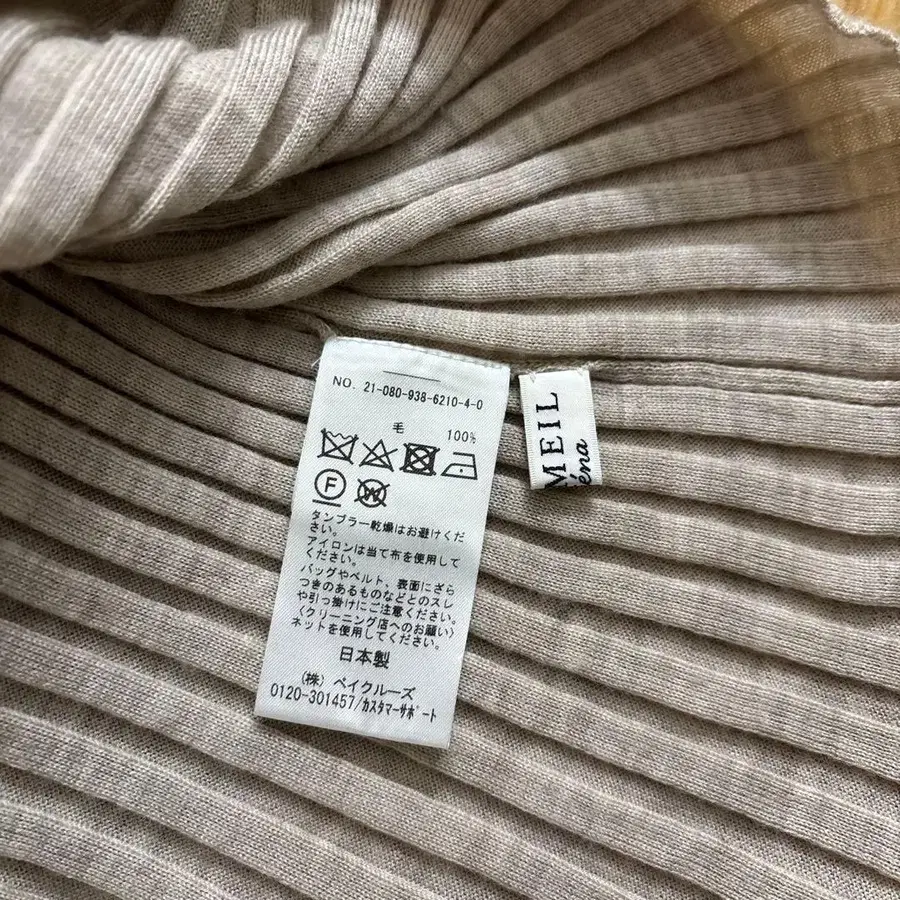 NO. 21-080-938-6210-4-0
毛 100%
F
W
タンブラー乾燥はお避けくだ
さい。
アイロンは当て布を使用して
ください。
バッグやベルト、表面にざら
つきのあるものなどとのスレ
や引っ掛けにご注意ください。
〈クリーニング店へのお願い〉
ネットを使用してください。
日本製
(株) ベイクルーズ
0120-301457/カスタマーサポート
MEIL
éna